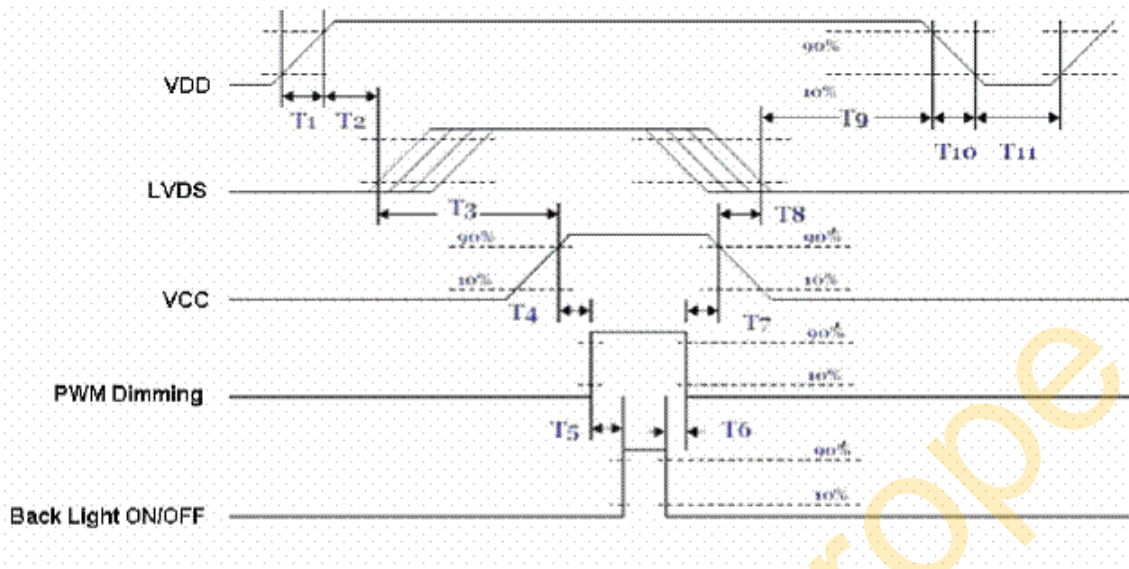 90%
VDD
10%
T1 T2 T9
T10 T11
LVDS
T3 T8
90% 90%
10% 10%
VCC
T4 T7
90%
10%
PWM Dimming
T5 T6
90%
10%
Back Light ON/OFF
rope